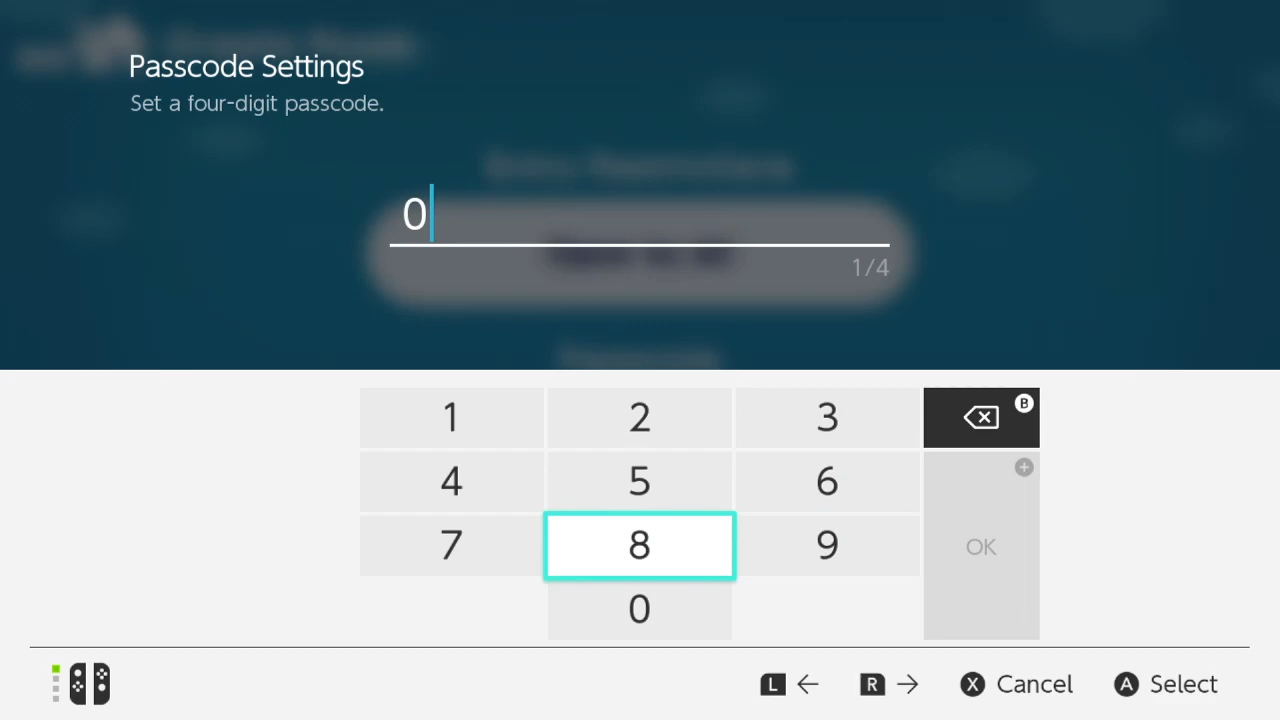 Passcode Settings
Set a four-digit passcode.
0
1/4
1 2 3 B
4 5 6 +
7 8 9 OK
0
L ← R → X Cancel A Select